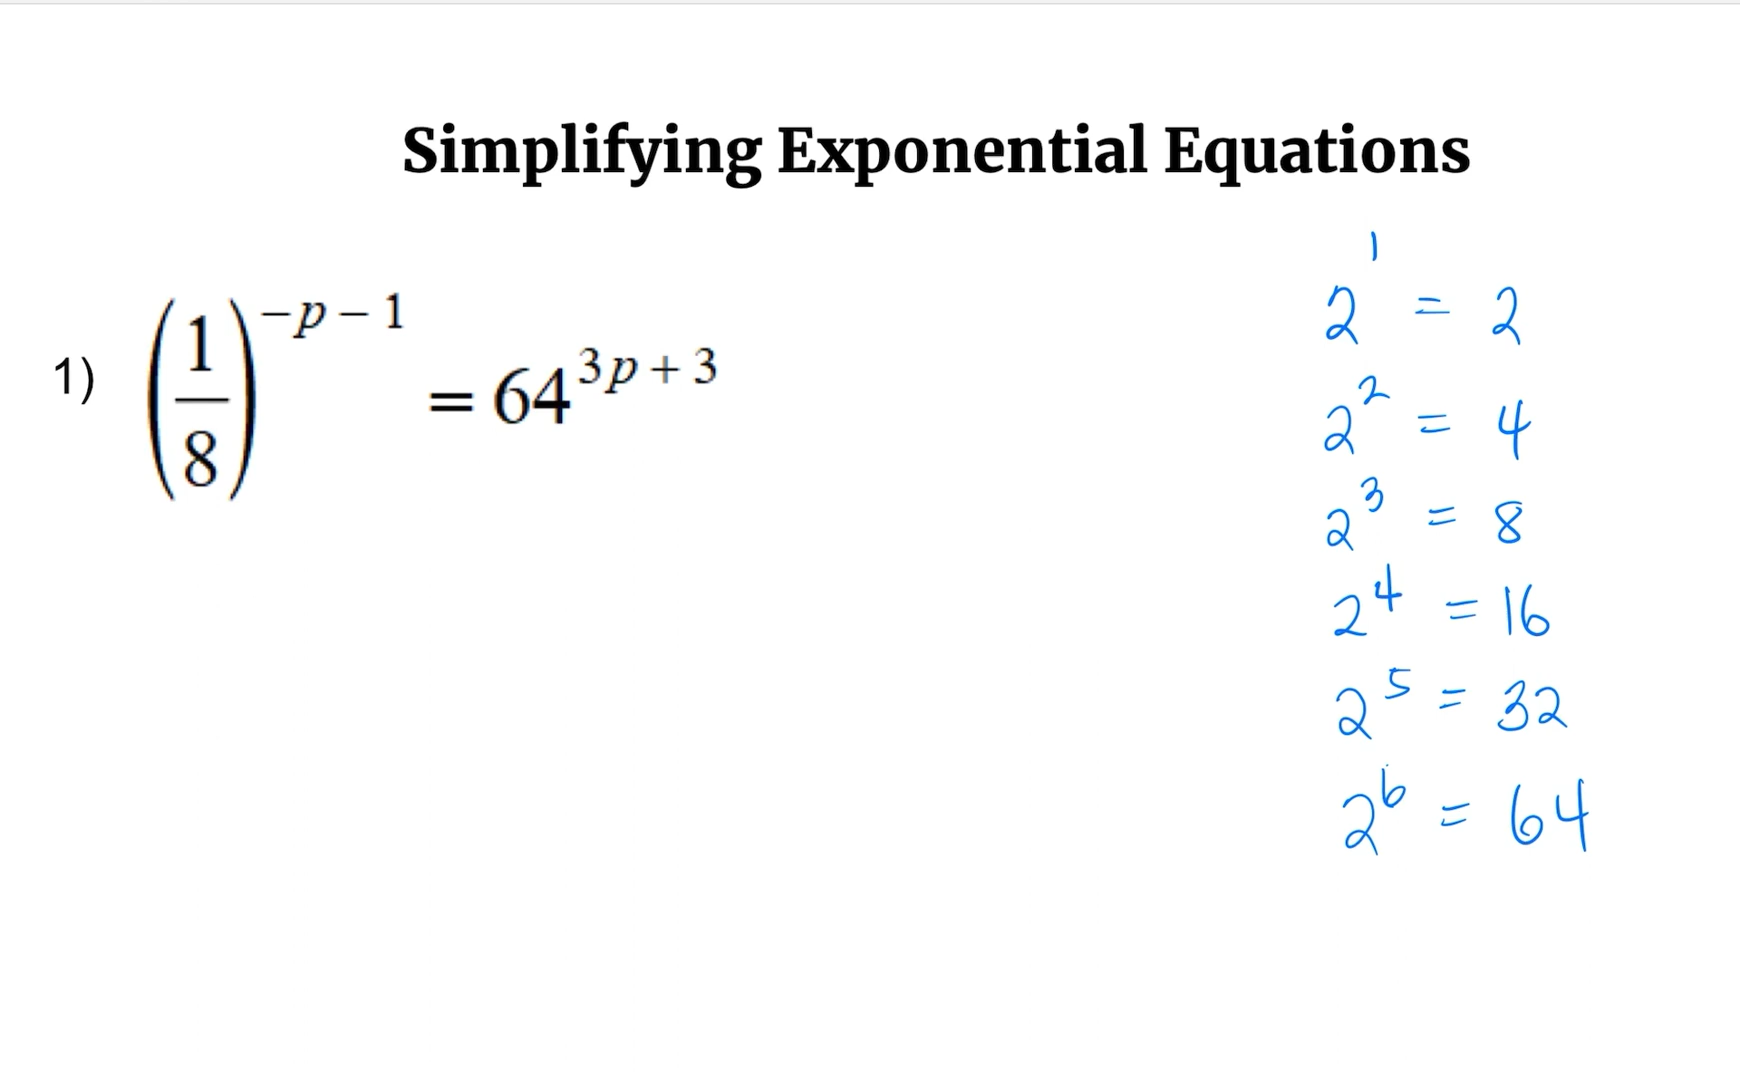 Simplifying Exponential Equations
1) (1/8)^(-p-1) = 64^(3p+3)
2^1 = 2
2^2 = 4
2^3 = 8
2^4 = 16
2^5 = 32
2^6 = 64